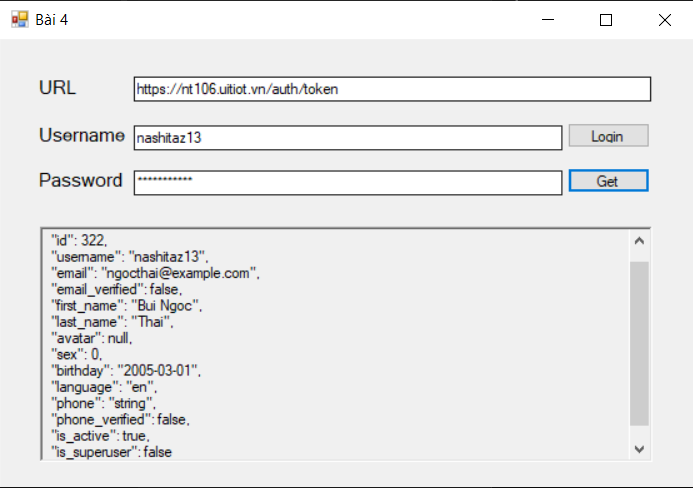 Bài 4
URL https://nt106.uitiot.vn/auth/token
Username nashitaz13 Login
Password *********** Get
"id": 322,
"username": "nashitaz13",
"email": "ngocthai@example.com",
"email_verified": false,
"first_name": "Bui Ngoc",
"last_name": "Thai",
"avatar": null,
"sex": 0,
"birthday": "2005-03-01",
"language": "en",
"phone": "string",
"phone_verified": false,
"is_active": true,
"is_superuser": false